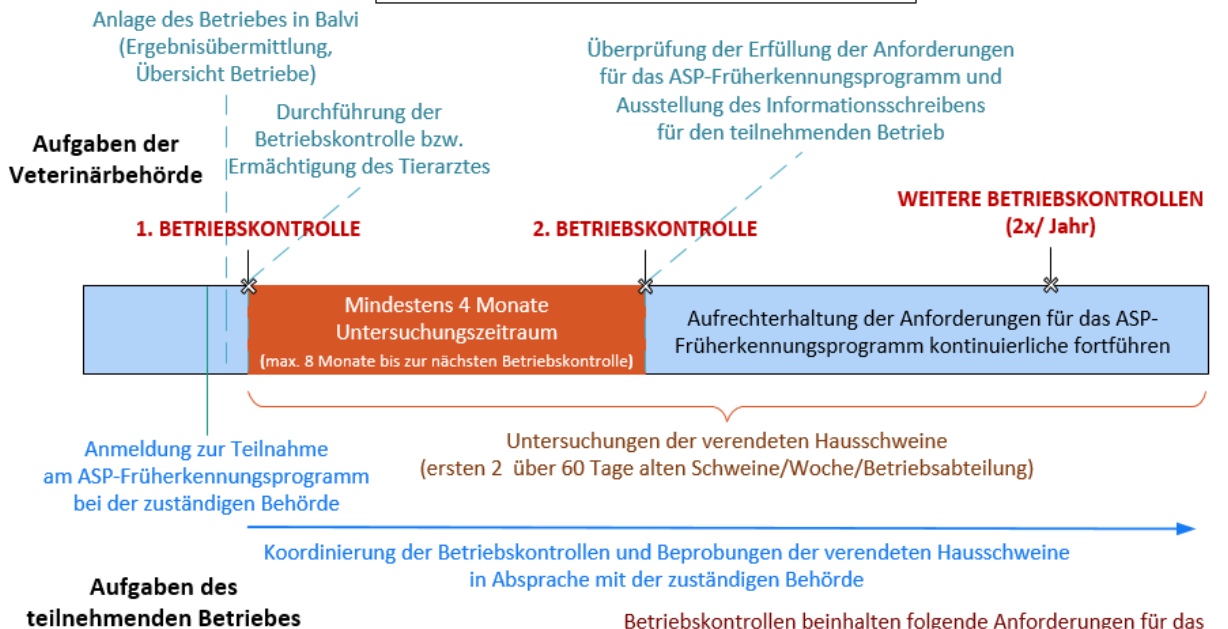 Anlage des Betriebes in Balvi
(Ergebnisübermittlung,
Übersicht Betriebe)
Überprüfung der Erfüllung der Anforderungen
für das ASP-Früherkennungsprogramm und
Ausstellung des Informationsschreibens
für den teilnehmenden Betrieb
Durchführung der
Betriebskontrolle bzw.
Ermächtigung des Tierarztes
Aufgaben der
Veterinärbehörde
1. BETRIEBSKONTROLLE
2. BETRIEBSKONTROLLE
WEITERE BETRIEBSKONTROLLEN
(2x/ Jahr)
Mindestens 4 Monate
Untersuchungszeitraum
(max. 8 Monate bis zur nächsten Betriebskontrolle)
Aufrechterhaltung der Anforderungen für das ASP-
Früherkennungsprogramm kontinuierliche fortführen
Anmeldung zur Teilnahme
am ASP-Früherkennungsprogramm
bei der zuständigen Behörde
Untersuchungen der verendeten Hausschweine
(ersten 2 über 60 Tage alten Schweine/Woche/Betriebsabteilung)
Koordinierung der Betriebskontrollen und Beprobungen der verendeten Hausschweine
in Absprache mit der zuständigen Behörde
Aufgaben des
teilnehmenden Betriebes
Betriebskontrollen beinhalten folgende Anforderungen für das